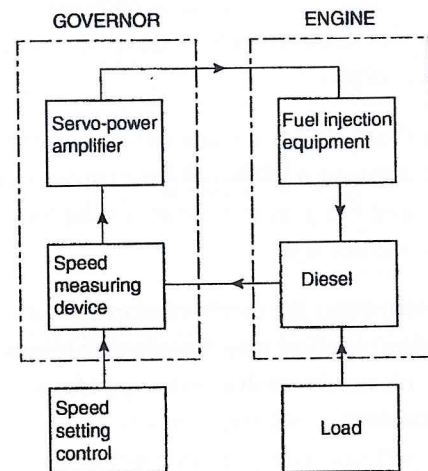 GOVERNOR
ENGINE
Servo-power
amplifier
Fuel injection
equipment
Speed
measuring
device
Diesel
Speed
setting
control
Load